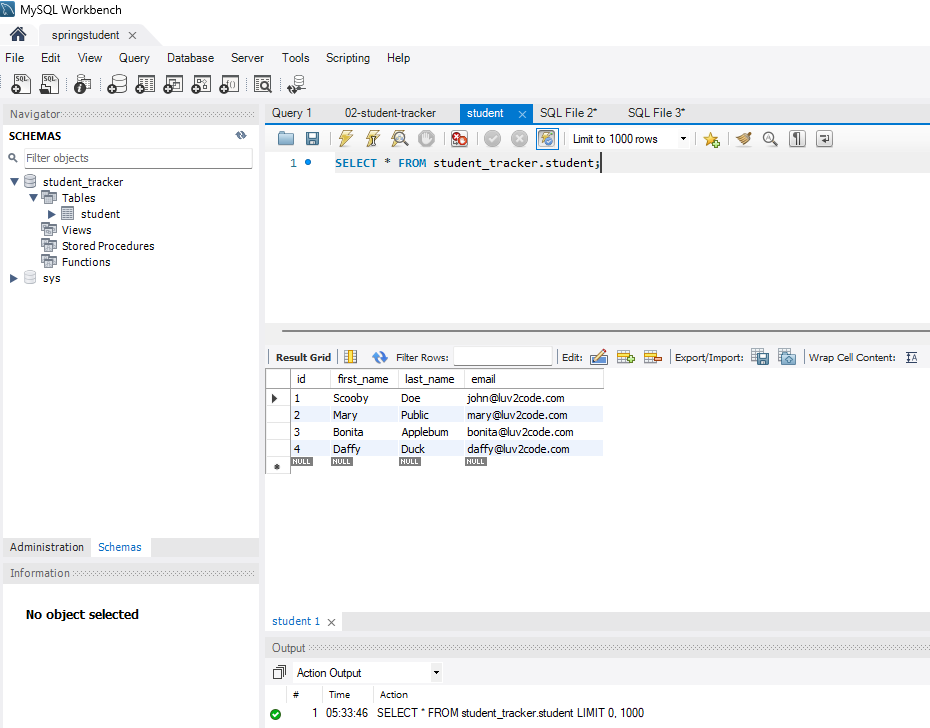 MySQL Workbench
springstudent
File Edit View Query Database Server Tools Scripting Help
Navigator
SCHEMAS
Filter objects
student_tracker
Tables
student
Views
Stored Procedures
Functions
sys
Administration Schemas
Information
No object selected
Query 1 02-student-tracker student SQL File 2* SQL File 3*
Limit to 1000 rows
1 SELECT * FROM student_tracker.student;
Result Grid Filter Rows: Edit: Export/Import: Wrap Cell Content:
id first_name last_name email
1 Scooby Doe john@luv2code.com
2 Mary Public mary@luv2code.com
3 Bonita Applebum bonita@luv2code.com
4 Daffy Duck daffy@luv2code.com
NULL NULL NULL NULL
student 1
Output
Action Output
# Time Action
1 05:33:46 SELECT * FROM student_tracker.student LIMIT 0, 1000